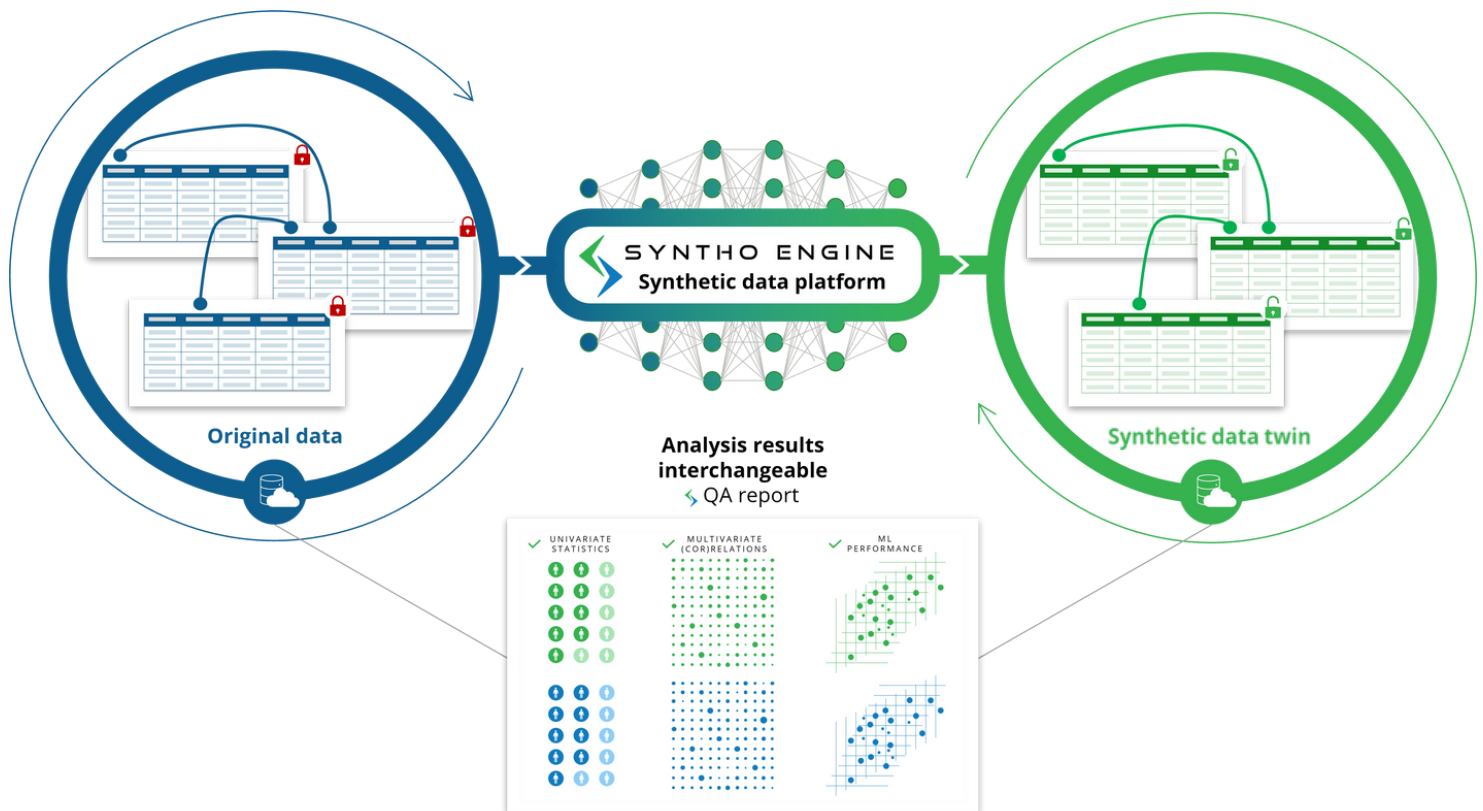 SYNTHO ENGINE
Synthetic data platform
Original data
Synthetic data twin
Analysis results
interchangeable
QA report
UNIVARIATE
STATISTICS
MULTIVARIATE
(COR)RELATIONS
ML
PERFORMANCE